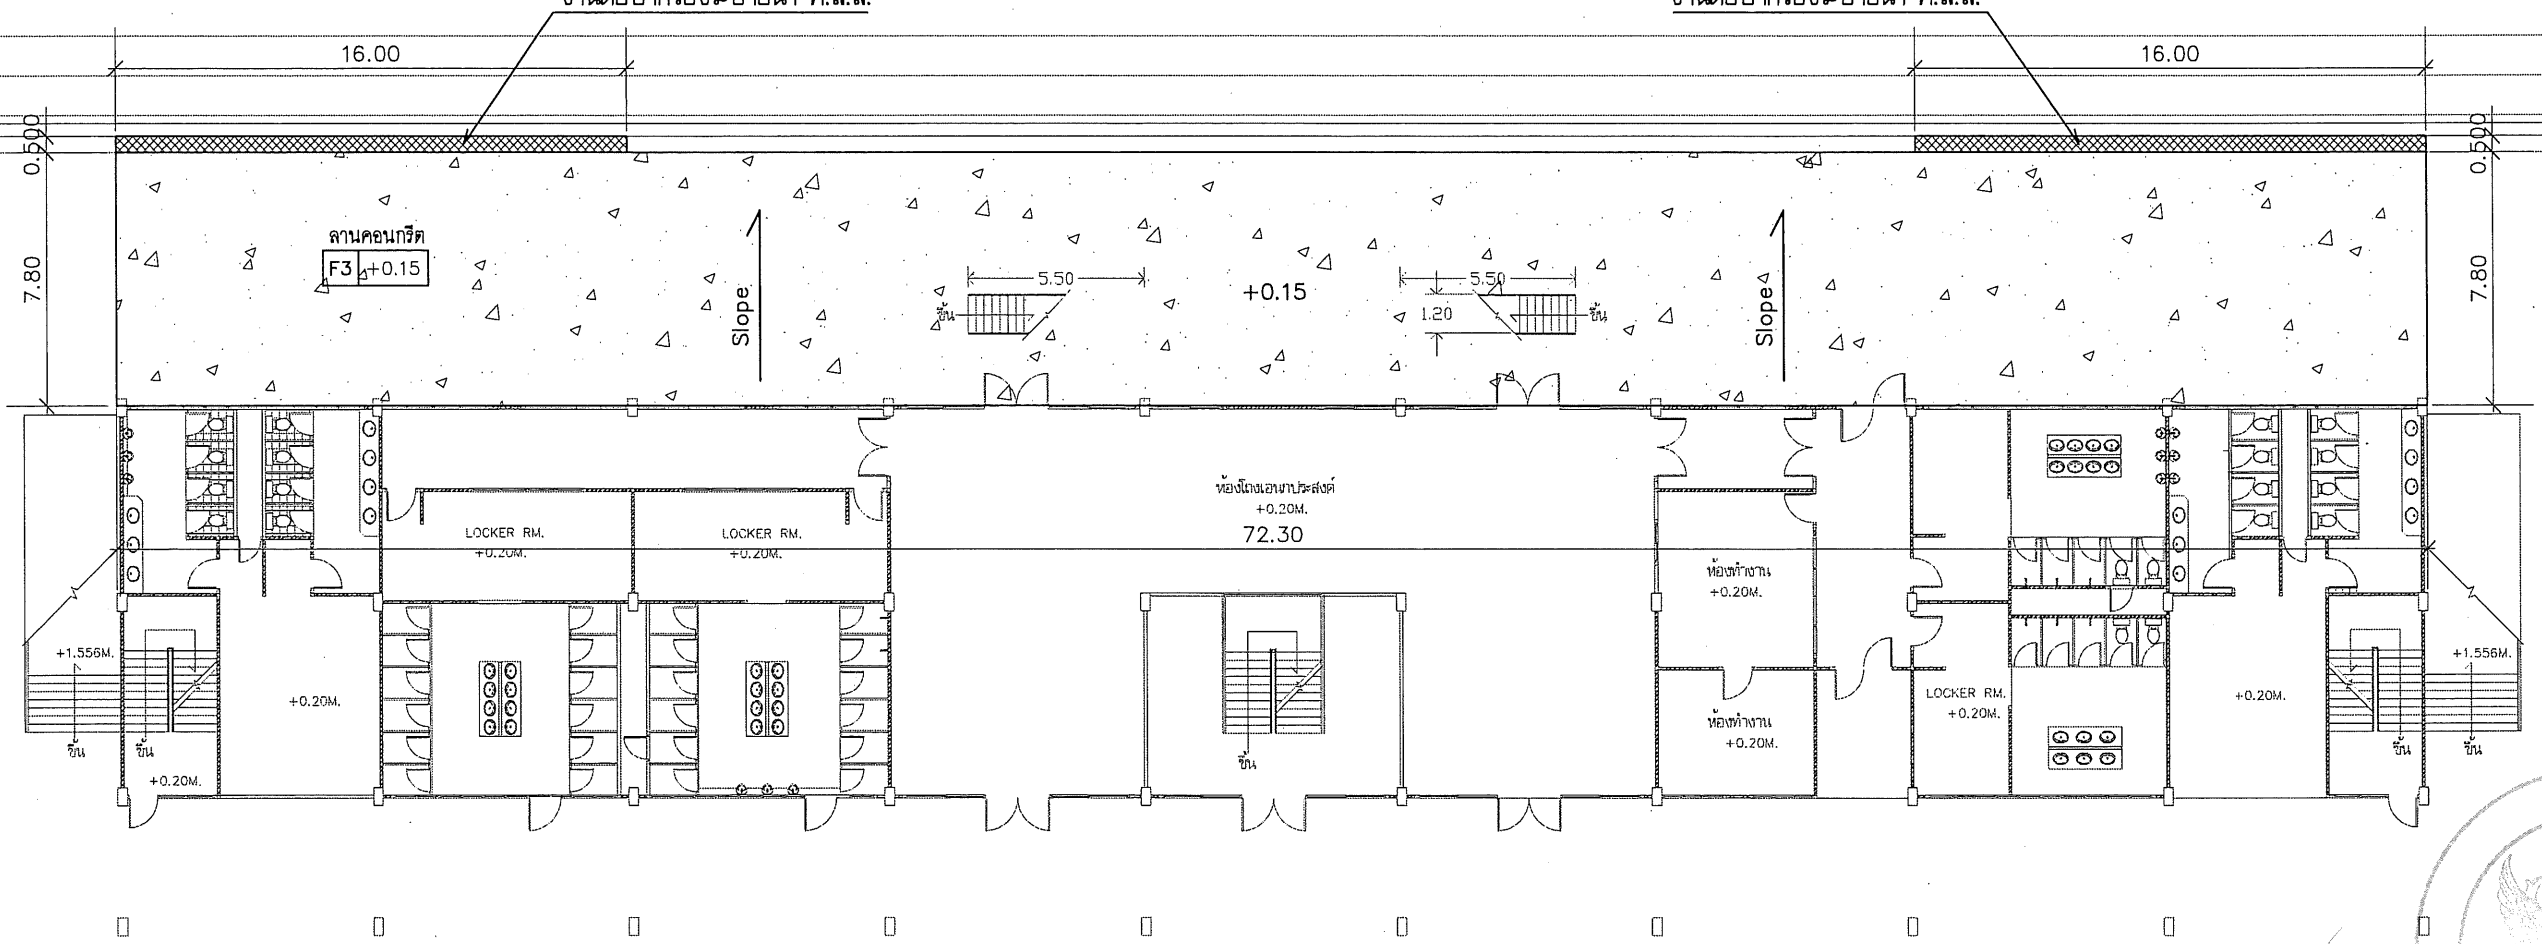 16.00
16.00
0.500
0.500
ลานคอนกรีต
F3 +0.15
7.80
7.80
Slope
Slope
5.50
5.50
1.20
ขึ้น
ขึ้น
+0.15
ห้องโถงเอนกประสงค์
+0.20M.
72.30
LOCKER RM.
+0.20M.
LOCKER RM.
+0.20M.
ห้องทำงาน
+0.20M.
ห้องทำงาน
+0.20M.
LOCKER RM.
+0.20M.
+1.556M.
+1.556M.
+0.20M.
+0.20M.
ขึ้น
ขึ้น
ขึ้น
ขึ้น
ขึ้น
+0.20M.